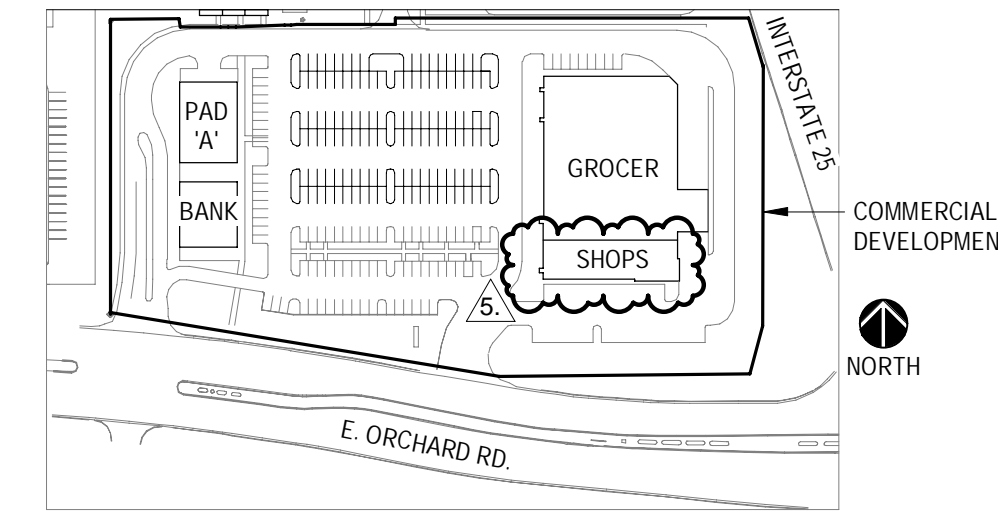 INTERSTATE 25
PAD
'A'
GROCER
BANK
COMMERCIAL
DEVELOPMEN
SHOPS
5.
NORTH
E. ORCHARD RD.